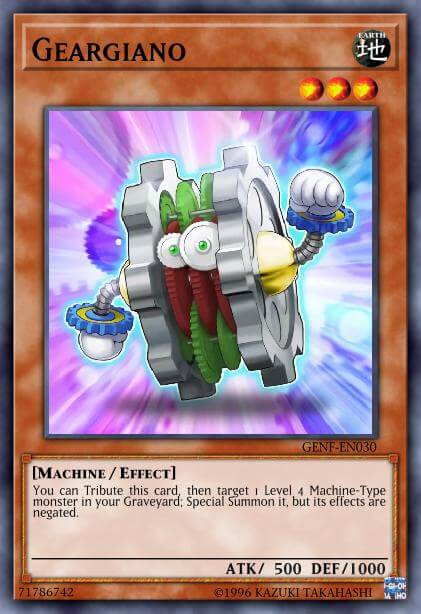 GEARGIANO
EARTH
地
GENF-EN030
[MACHINE / EFFECT]
You can Tribute this card, then target 1 Level 4 Machine-Type
monster in your Graveyard; Special Summon it, but its effects are
negated.
ATK/ 500 DEF/1000
71786742
©1996 KAZUKI TAKAHASHI